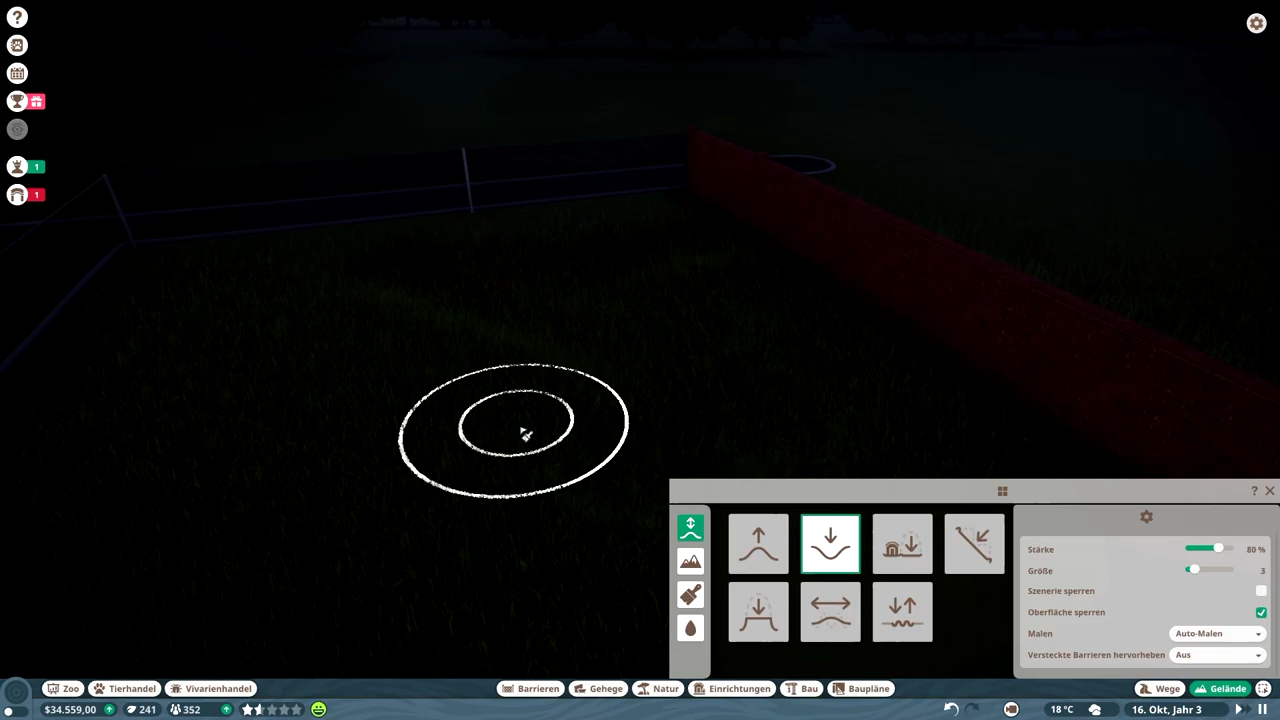 ?
1
1
?
Stärke 80 %
Größe 3
Szenerie sperren
Oberfläche sperren
Malen Auto-Malen
Versteckte Barrieren hervorheben Aus
Zoo Tierhandel Vivarienhandel Barrieren Gehege Natur Einrichtungen Bau Baupläne Wege Gelände
$34.559,00 241 352 18 °C 16. Okt, Jahr 3